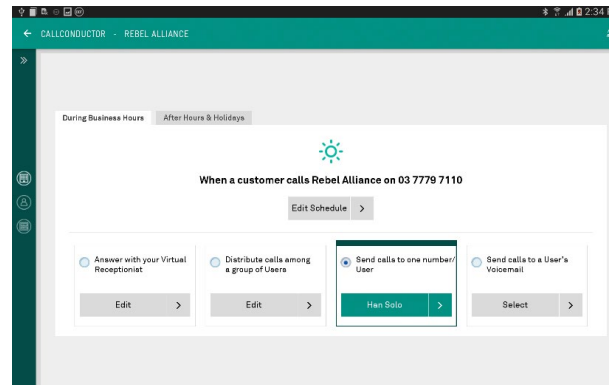 2:34
CALLCONDUCTOR - REBEL ALLIANCE
During Business Hours
After Hours & Holidays
When a customer calls Rebel Alliance on 03 7779 7110
Edit Schedule
Answer with your Virtual
Receptionist
Edit
Distribute calls among
a group of Users
Edit
Send calls to one number/
User
Han Solo
Send calls to a User's
Voicemail
Select